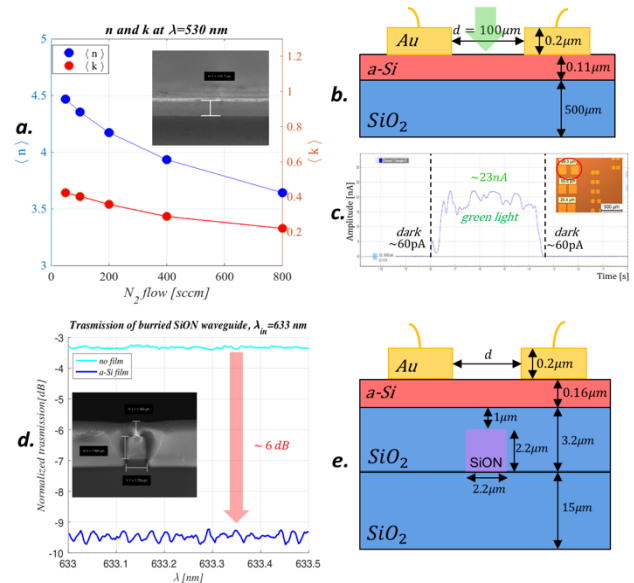 n and k at λ=530 nm
⟨ n ⟩
⟨ k ⟩
5
4.5
4
3.5
3
1.2
1
0.8
0.6
0.4
0.2
0
200
400
600
800
⟨ n ⟩
⟨ k ⟩
N2 flow [sccm]
a.
b.
d = 100μm
Au
0.2μm
a-Si
0.11μm
SiO2
500μm
c.
Amplitude [nA]
~23nA
green light
dark
~60pA
dark
~60pA
500 μm
Time [s]
Trasmission of burried SiON waveguide, λin=633 nm
no film
a-Si film
Normalized trasmission[dB]
-3
-4
-5
-6
-7
-8
-9
-10
~ 6 dB
633
633.1
633.2
633.3
633.4
633.5
λ [nm]
d.
e.
Au
d
0.2μm
a-Si
0.16μm
1μm
3.2μm
SiON
2.2μm
2.2μm
SiO2
15μm
SiO2